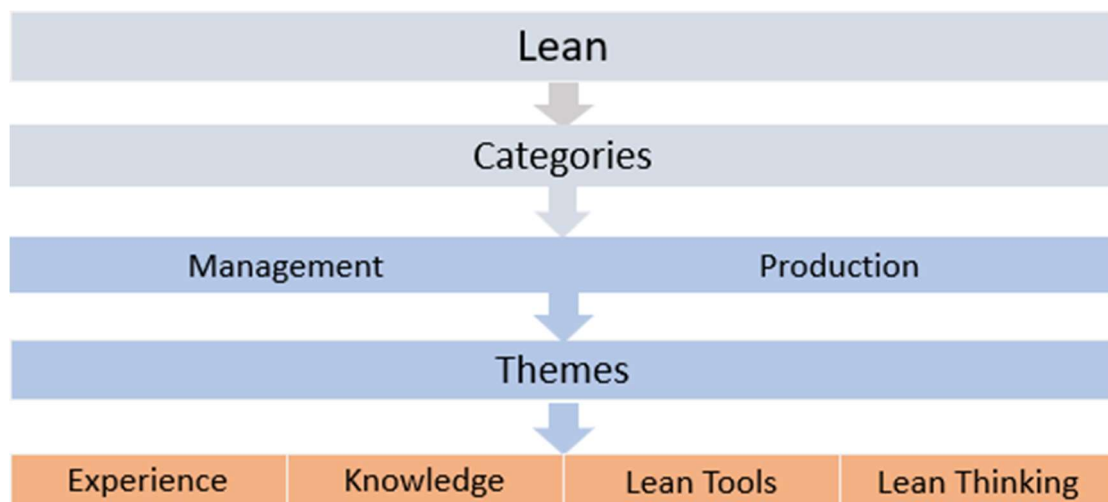 Lean
Categories
Management Production
Themes
Experience Knowledge Lean Tools Lean Thinking